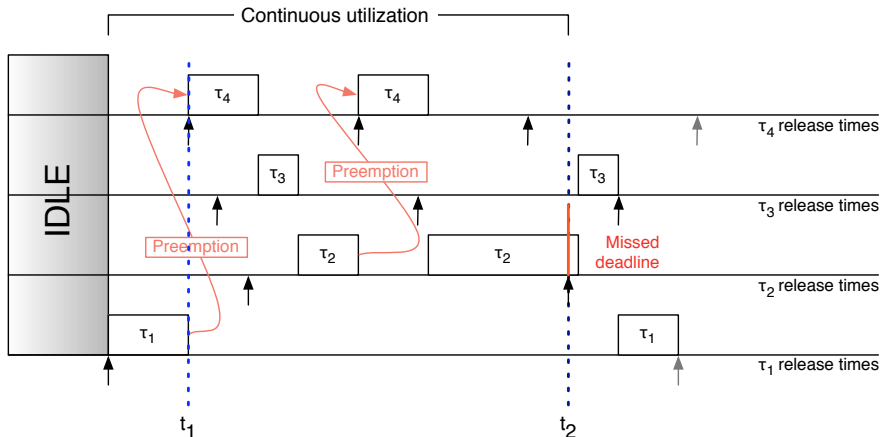 Continuous utilization
IDLE
τ4
τ4
τ4 release times
τ3
Preemption
τ3
τ3 release times
Preemption
τ2
τ2
Missed
deadline
τ2 release times
τ1
τ1
τ1 release times
t1
t2